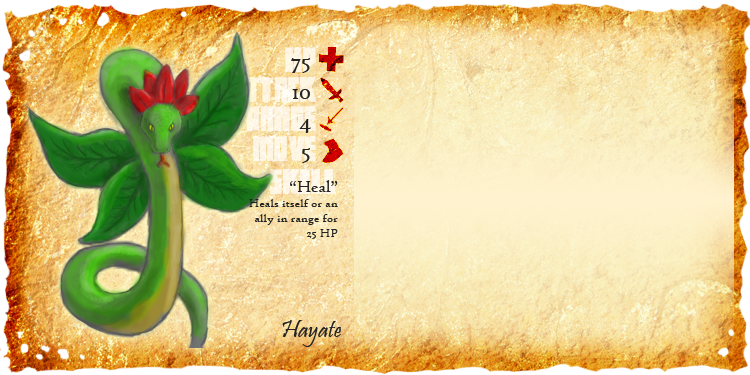 75
10
4
5
“Heal”
Heals itself or an
ally in range for
25 HP
Hayate